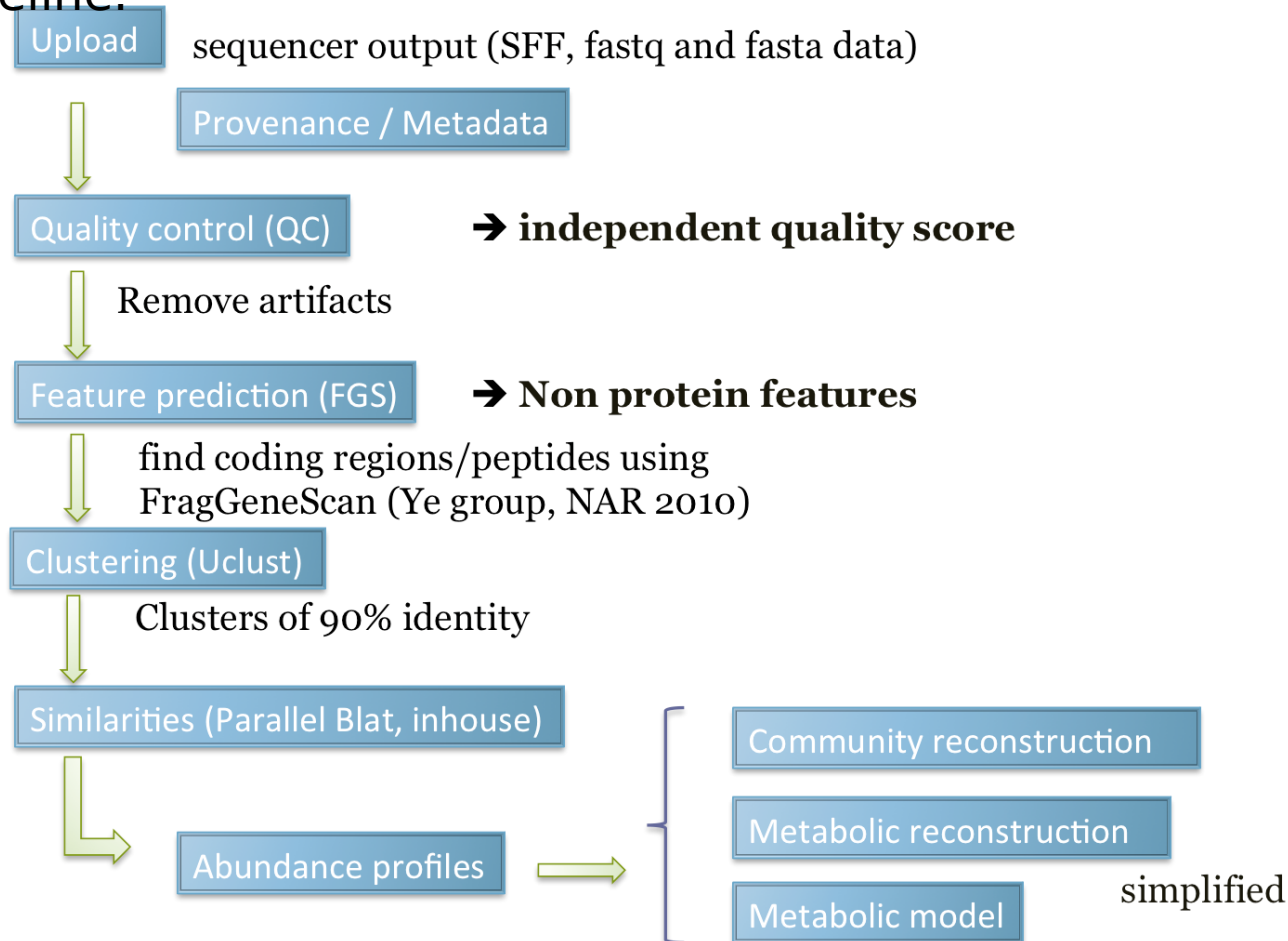 Upload
sequencer output (SFF, fastq and fasta data)
Provenance / Metadata
Quality control (QC)
➔ independent quality score
Remove artifacts
Feature prediction (FGS)
➔ Non protein features
find coding regions/peptides using
FragGeneScan (Ye group, NAR 2010)
Clustering (Uclust)
Clusters of 90% identity
Similarities (Parallel Blat, inhouse)
Community reconstruction
Metabolic reconstruction
Abundance profiles
simplified
Metabolic model